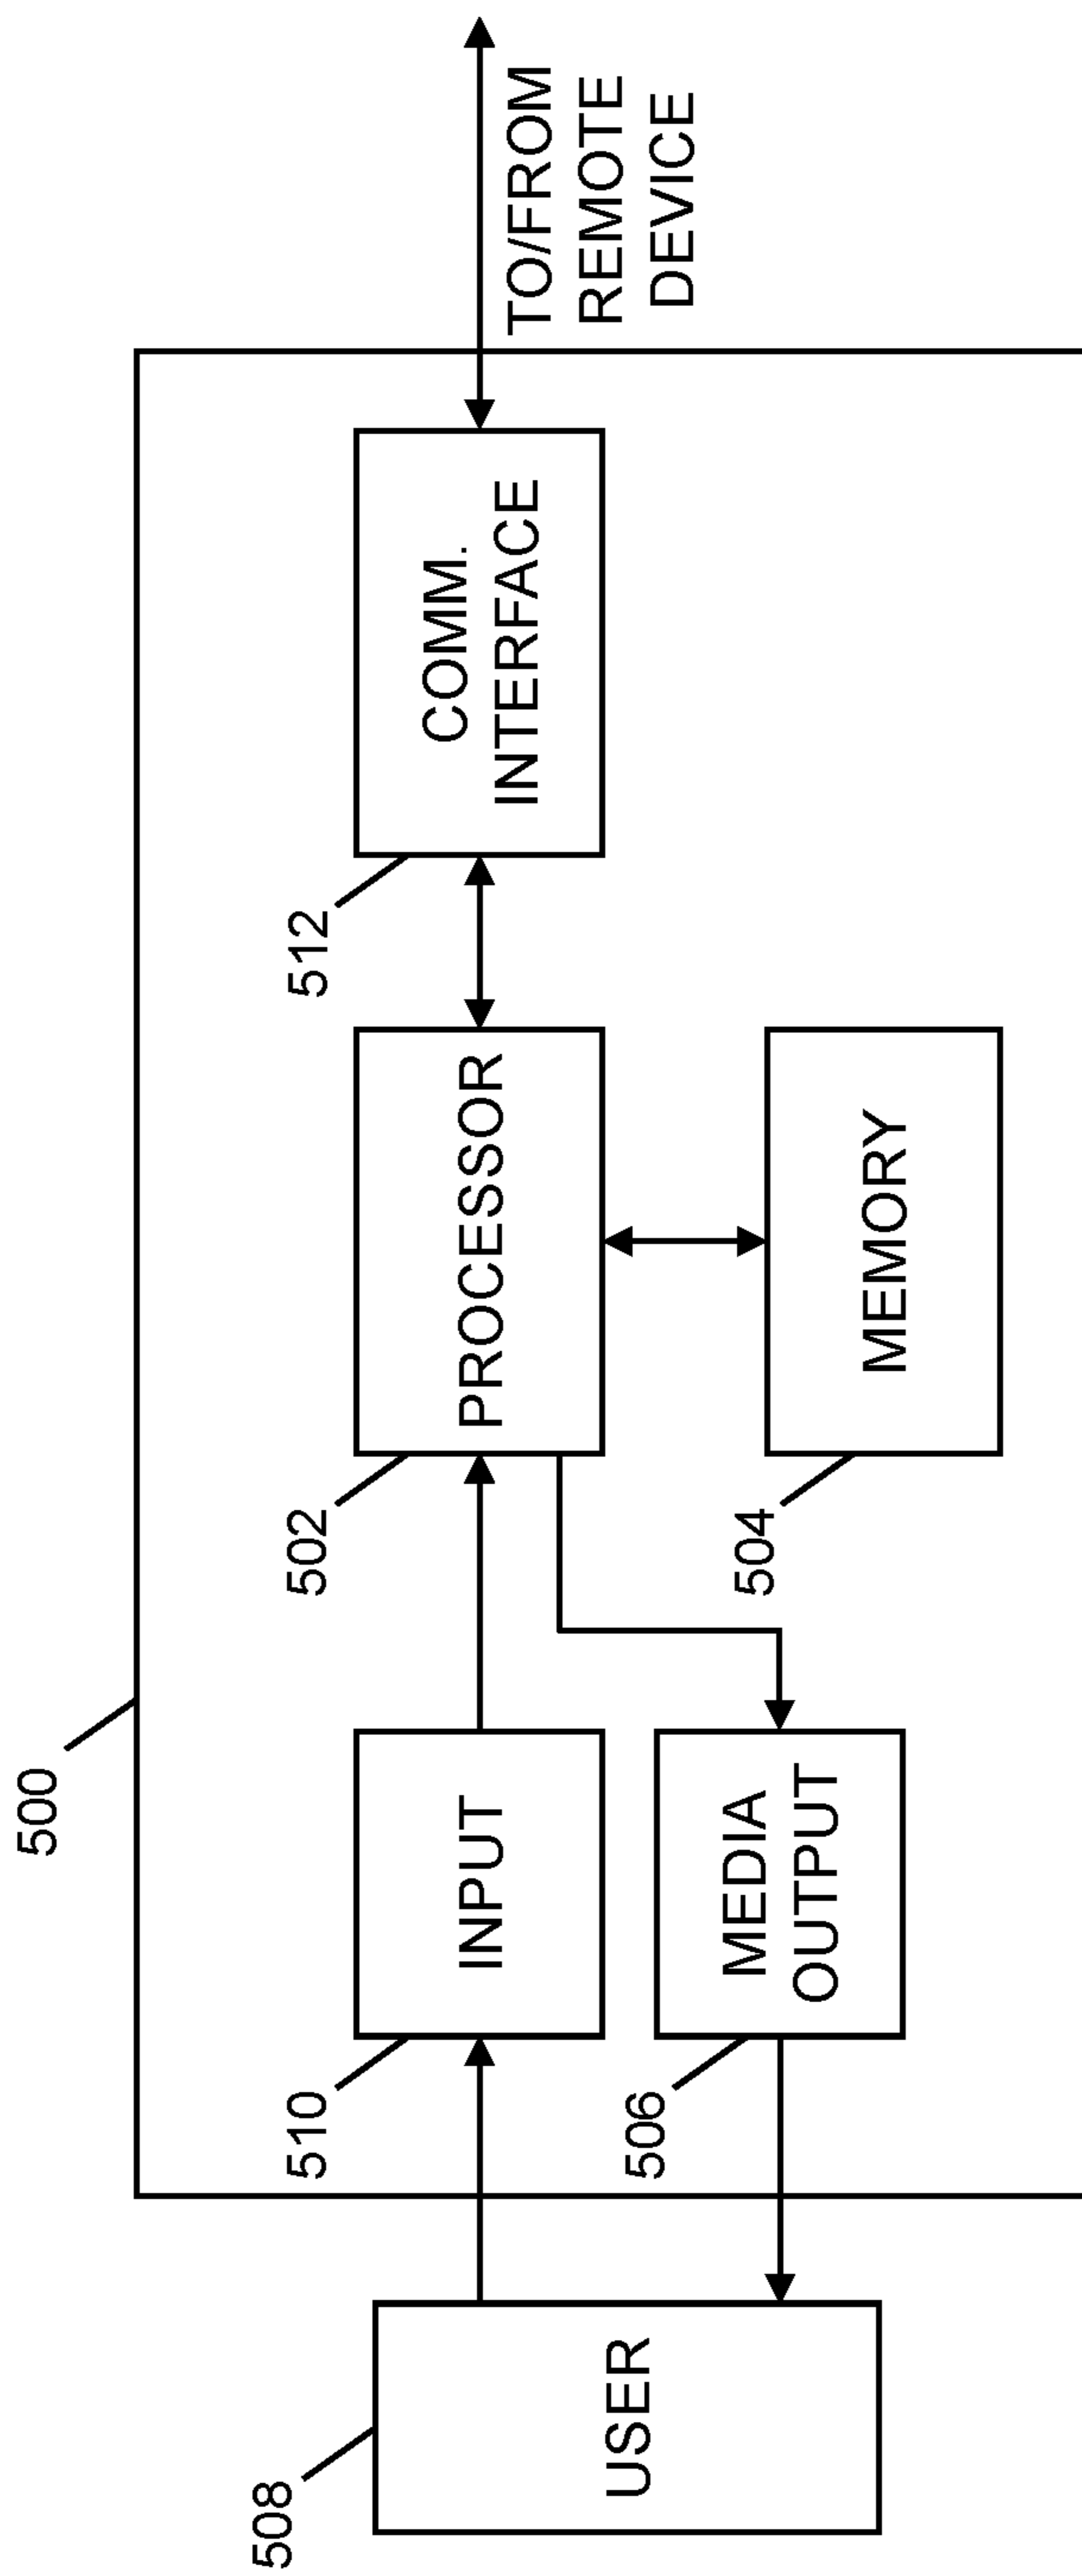 500
508
USER
510
INPUT
506
MEDIA
OUTPUT
502
PROCESSOR
504
MEMORY
512
COMM.
INTERFACE
TO/FROM
REMOTE
DEVICE